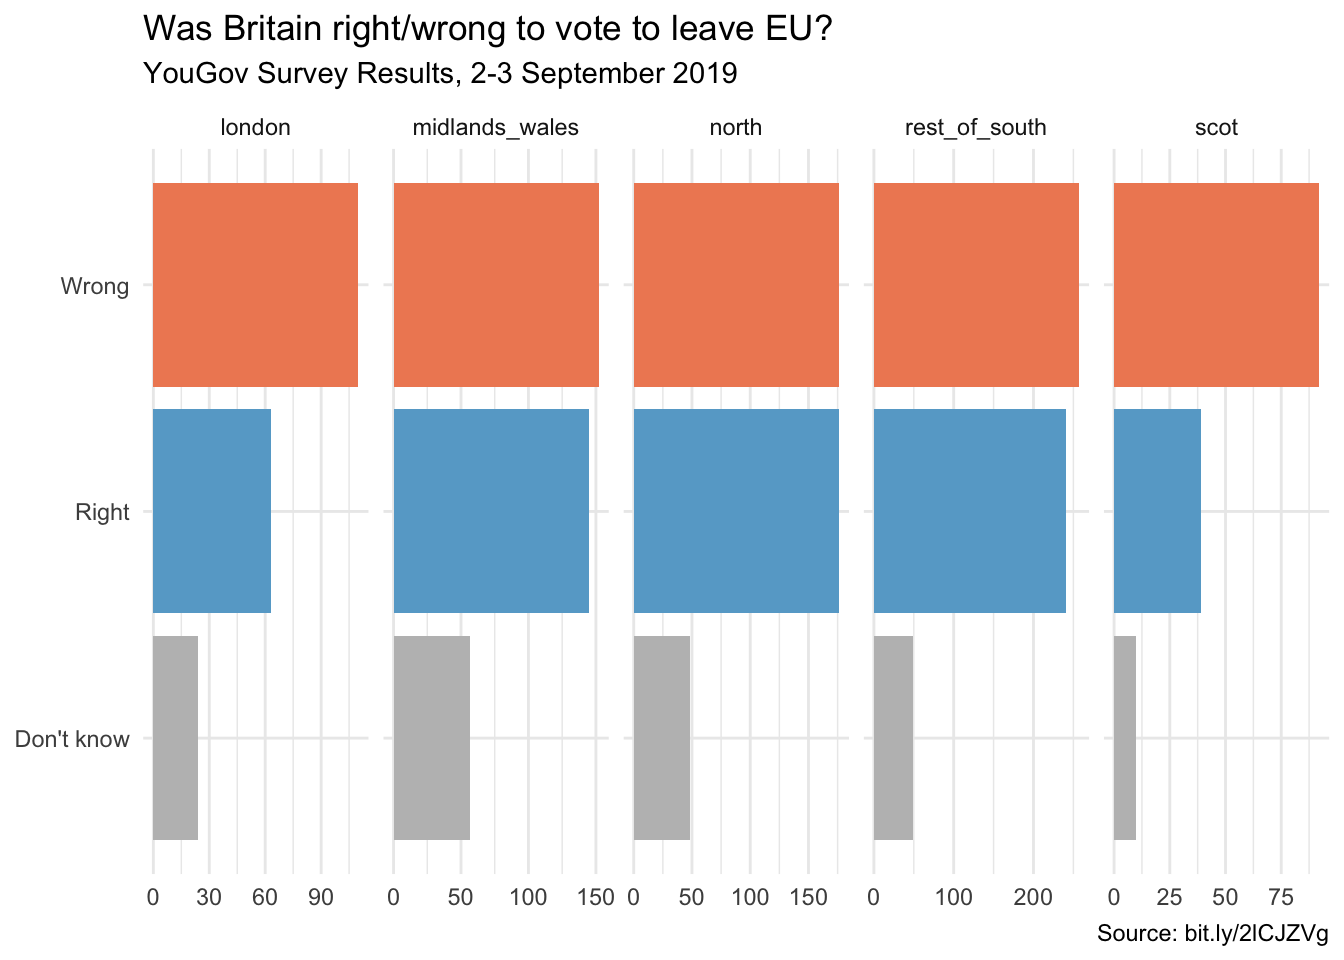 Was Britain right/wrong to vote to leave EU?
YouGov Survey Results, 2-3 September 2019
london midlands_wales north rest_of_south scot
Wrong
Right
Don't know
0 30 60 90 0 50 100 150 0 50 100 150 0 100 200 0 25 50 75
Source: bit.ly/2lCJZVg